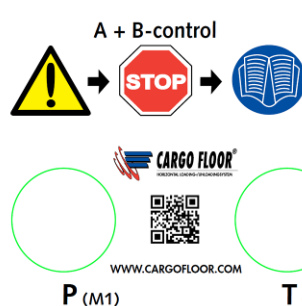 A + B-control
STOP
CARGO FLOOR®
HORIZONTAL LOADING-/UNLOADING SYSTEM
WWW.CARGOFLOOR.COM
P (M1)
T